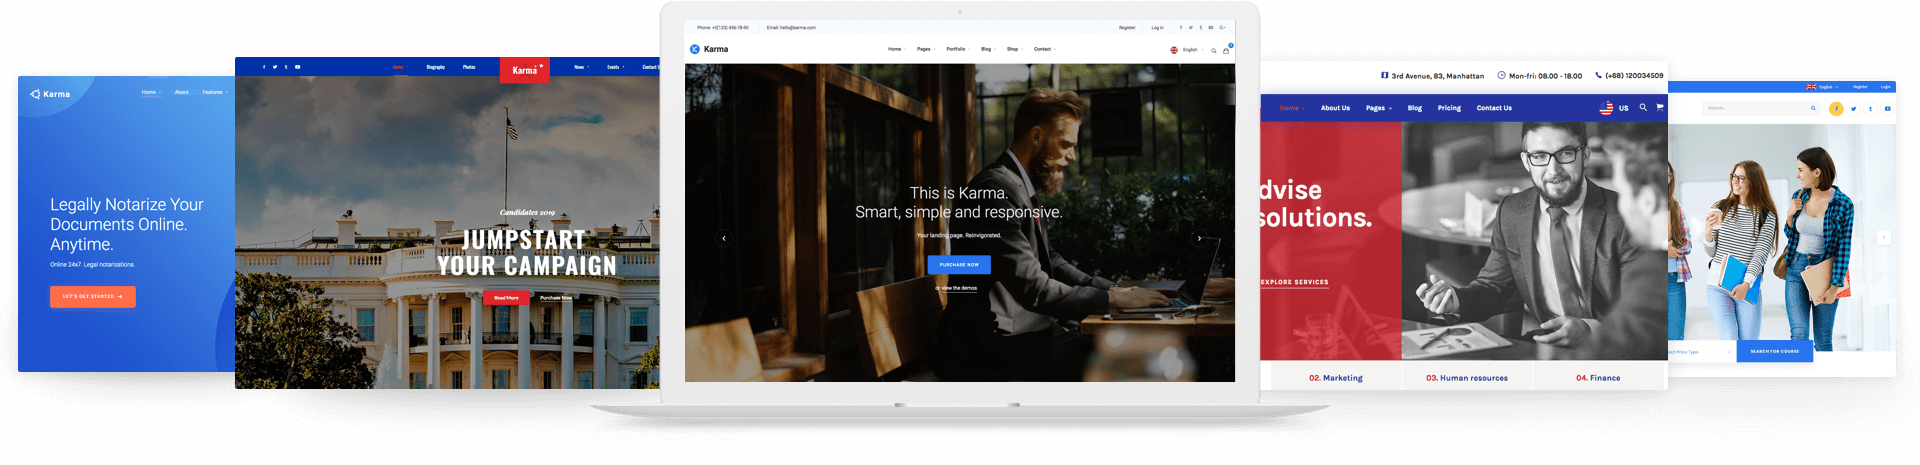 Karma
Home
About
Features
Legally Notarize Your
Documents Online.
Anytime.
Online 24x7. Legal notarizations.
LET'S GET STARTED
Home
Biography
Photos
Karma
News
Events
Contact
Candidates 2019
JUMPSTART
YOUR CAMPAIGN
Read More
Purchase Now
Phone: +0(123) 456-78-90
Email: hello@karma.com
Register
Log in
Karma
Home
Pages
Portfolio
Blog
Shop
Contact
English
This is Karma.
Smart, simple and responsive.
Your landing page. Reinvigorated.
PURCHASE NOW
or view the demos
3rd Avenue, 83, Manhattan
Mon-fri: 08.00 - 18.00
(+68) 120034509
Home
About Us
Pages
Blog
Pricing
Contact Us
US
dvise
solutions.
EXPLORE SERVICES
02. Marketing
03. Human resources
04. Finance
English
Register
Login
Search...
ct Price Type
SEARCH FOR COURSE